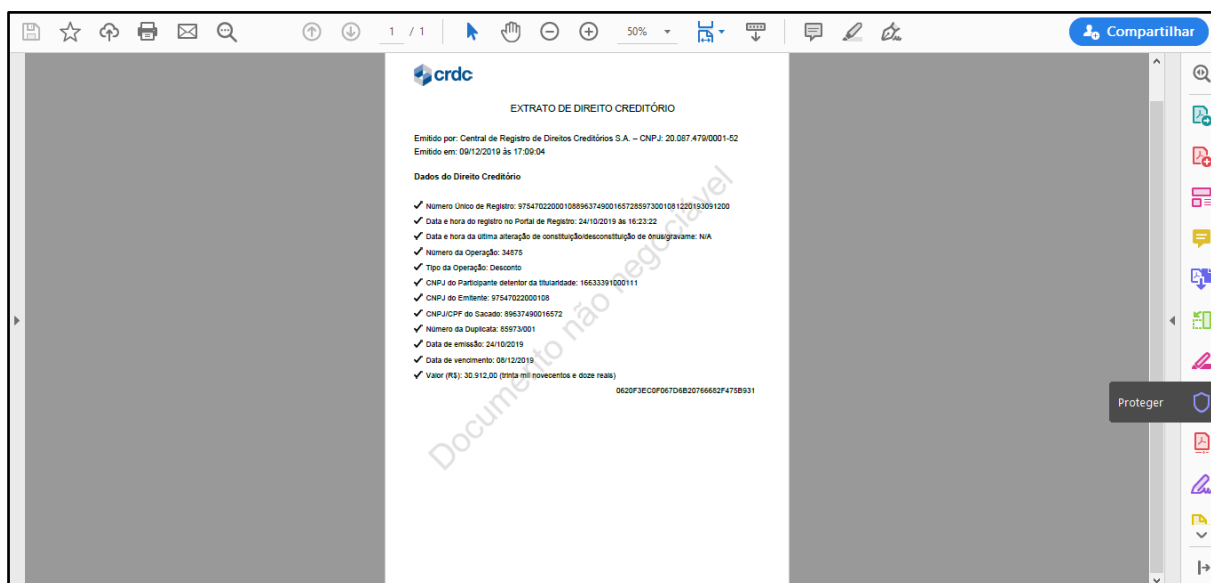 1 / 1
50%
Compartilhar
crdc
EXTRATO DE DIREITO CREDITÓRIO
Emitido por: Central de Registro de Direitos Creditórios S.A. – CNPJ: 20.087.479/0001-52
Emitido em: 09/12/2019 às 17:09:04
Dados do Direito Creditório
Número Único de Registro: 9754702200010889637490016572859730010812201930912​00
Data e hora do registro no Portal de Registro: 24/10/2019 às 16:23:22
Data e hora da última alteração de constituição/desconstituição de ônus/gravame: N/A
Número da Operação: 34875
Tipo da Operação: Desconto
CNPJ do Participante detentor da titularidade: 16633391000111
CNPJ do Emitente: 97547022000108
CNPJ/CPF do Sacado: 89637490016572
Número da Duplicata: 85973/001
Data de emissão: 24/10/2019
Data de vencimento: 08/12/2019
Valor (R$): 30.912,00 (trinta mil novecentos e doze reais)
0620F3EC0F067D6B20766682F475B931
Documento não negociável
Proteger